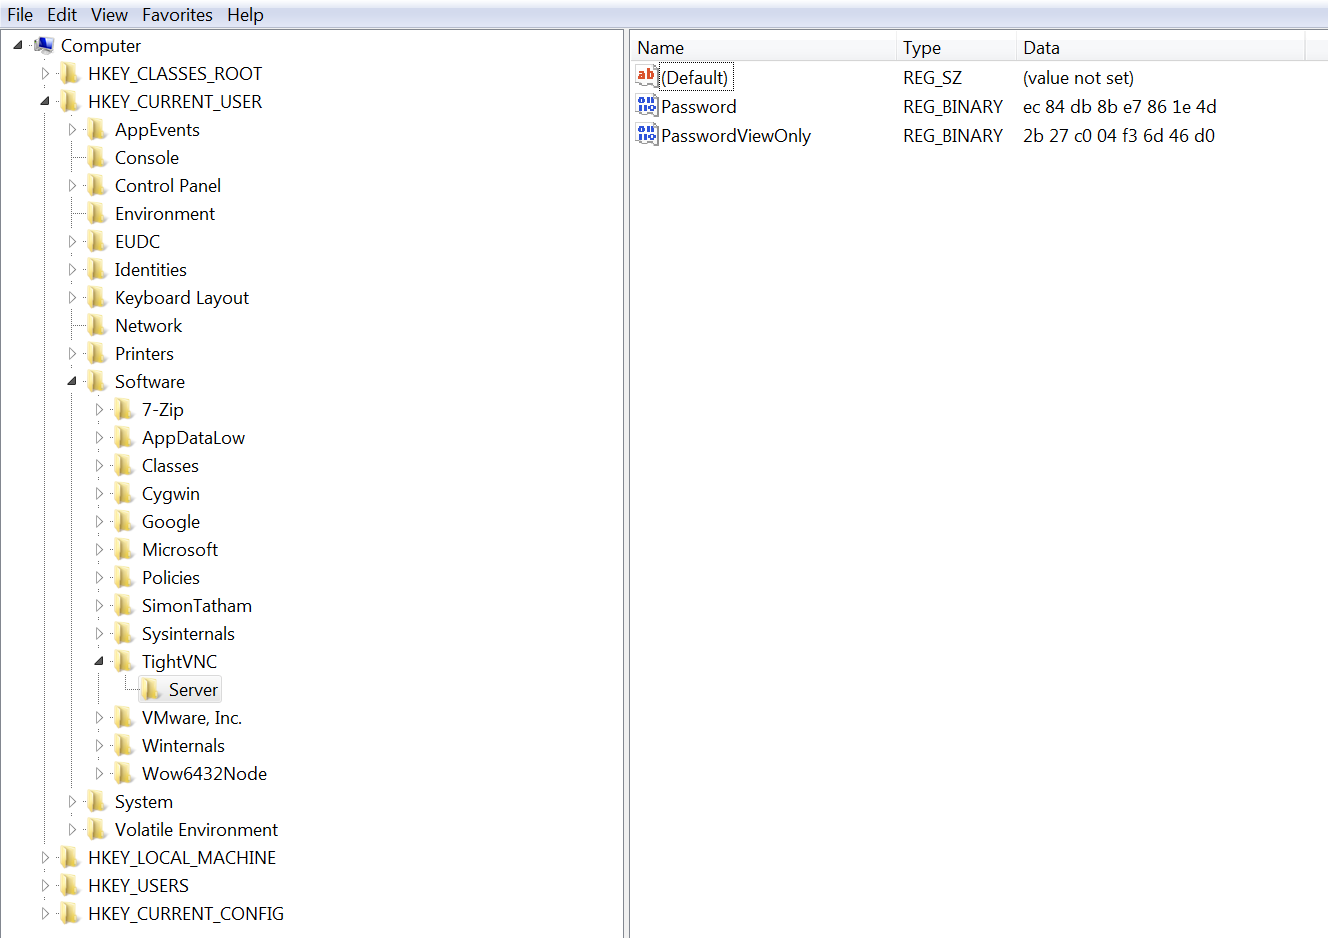 File Edit View Favorites Help
Computer
HKEY_CLASSES_ROOT
HKEY_CURRENT_USER
AppEvents
Console
Control Panel
Environment
EUDC
Identities
Keyboard Layout
Network
Printers
Software
7-Zip
AppDataLow
Classes
Cygwin
Google
Microsoft
Policies
SimonTatham
Sysinternals
TightVNC
Server
VMware, Inc.
Winternals
Wow6432Node
System
Volatile Environment
HKEY_LOCAL_MACHINE
HKEY_USERS
HKEY_CURRENT_CONFIG
Name Type Data
(Default) REG_SZ (value not set)
Password REG_BINARY ec 84 db 8b e7 86 1e 4d
PasswordViewOnly REG_BINARY 2b 27 c0 04 f3 6d 46 d0